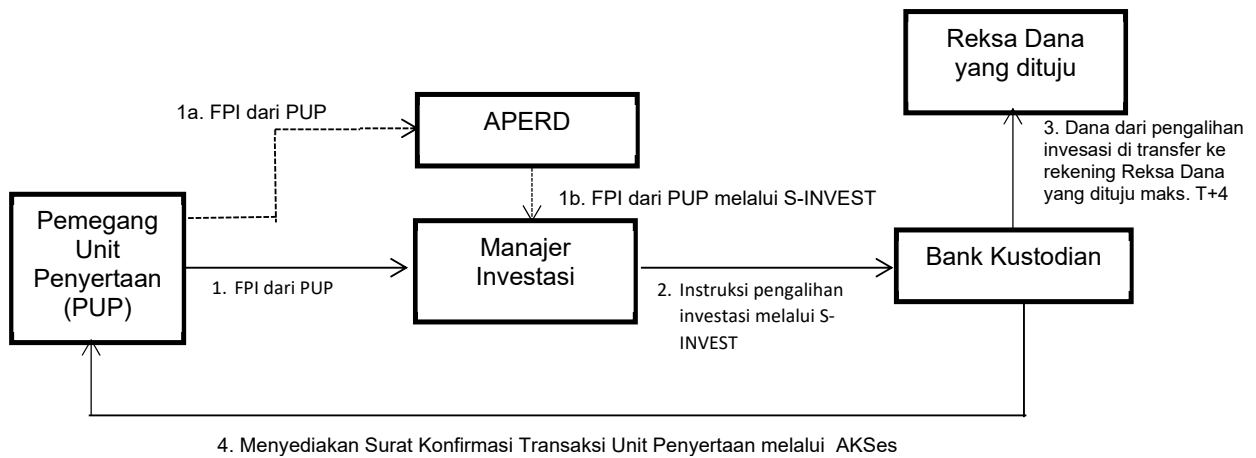 Reksa Dana
yang dituju
1a. FPI dari PUP
APERD
3. Dana dari pengalihan
invesasi di transfer ke
rekening Reksa Dana
yang dituju maks. T+4
1b. FPI dari PUP melalui S-INVEST
Pemegang
Unit
Penyertaan
(PUP)
Manajer
Investasi
Bank Kustodian
1. FPI dari PUP
2. Instruksi pengalihan
investasi melalui S-
INVEST
4. Menyediakan Surat Konfirmasi Transaksi Unit Penyertaan melalui AKSes